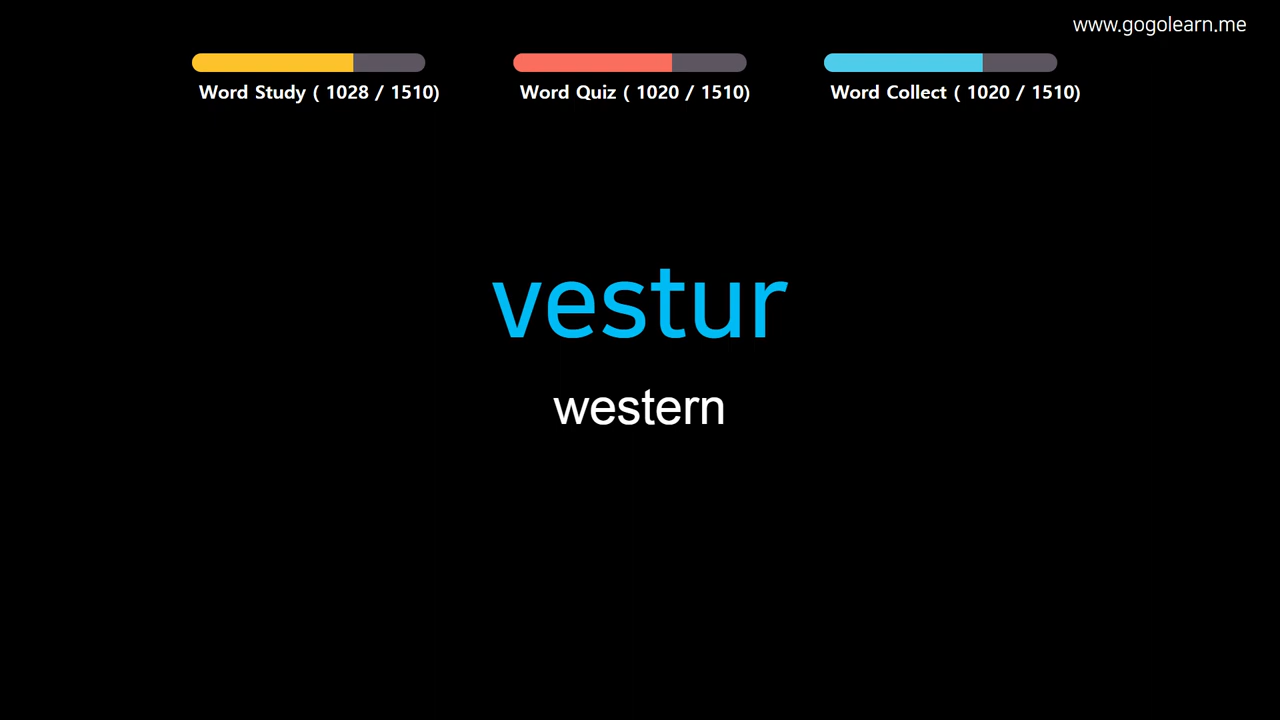 www.gogolearn.me
Word Study ( 1028 / 1510)
Word Quiz ( 1020 / 1510)
Word Collect ( 1020 / 1510)
vestur
western